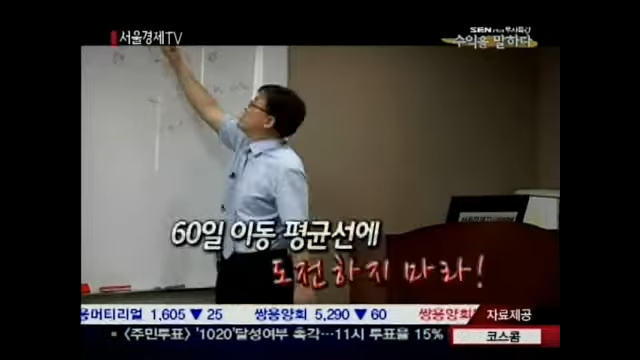 서울경제TV
SEN
수익을 말하다
60일 이동 평균선에
도전하지 마라!
용머티리얼 1,605 ▼ 25 쌍용양회 5,290 ▼ 60 쌍용양회
자료제공
<주민투표> '1020'달성여부 촉각…11시 투표율 15%
코스콤